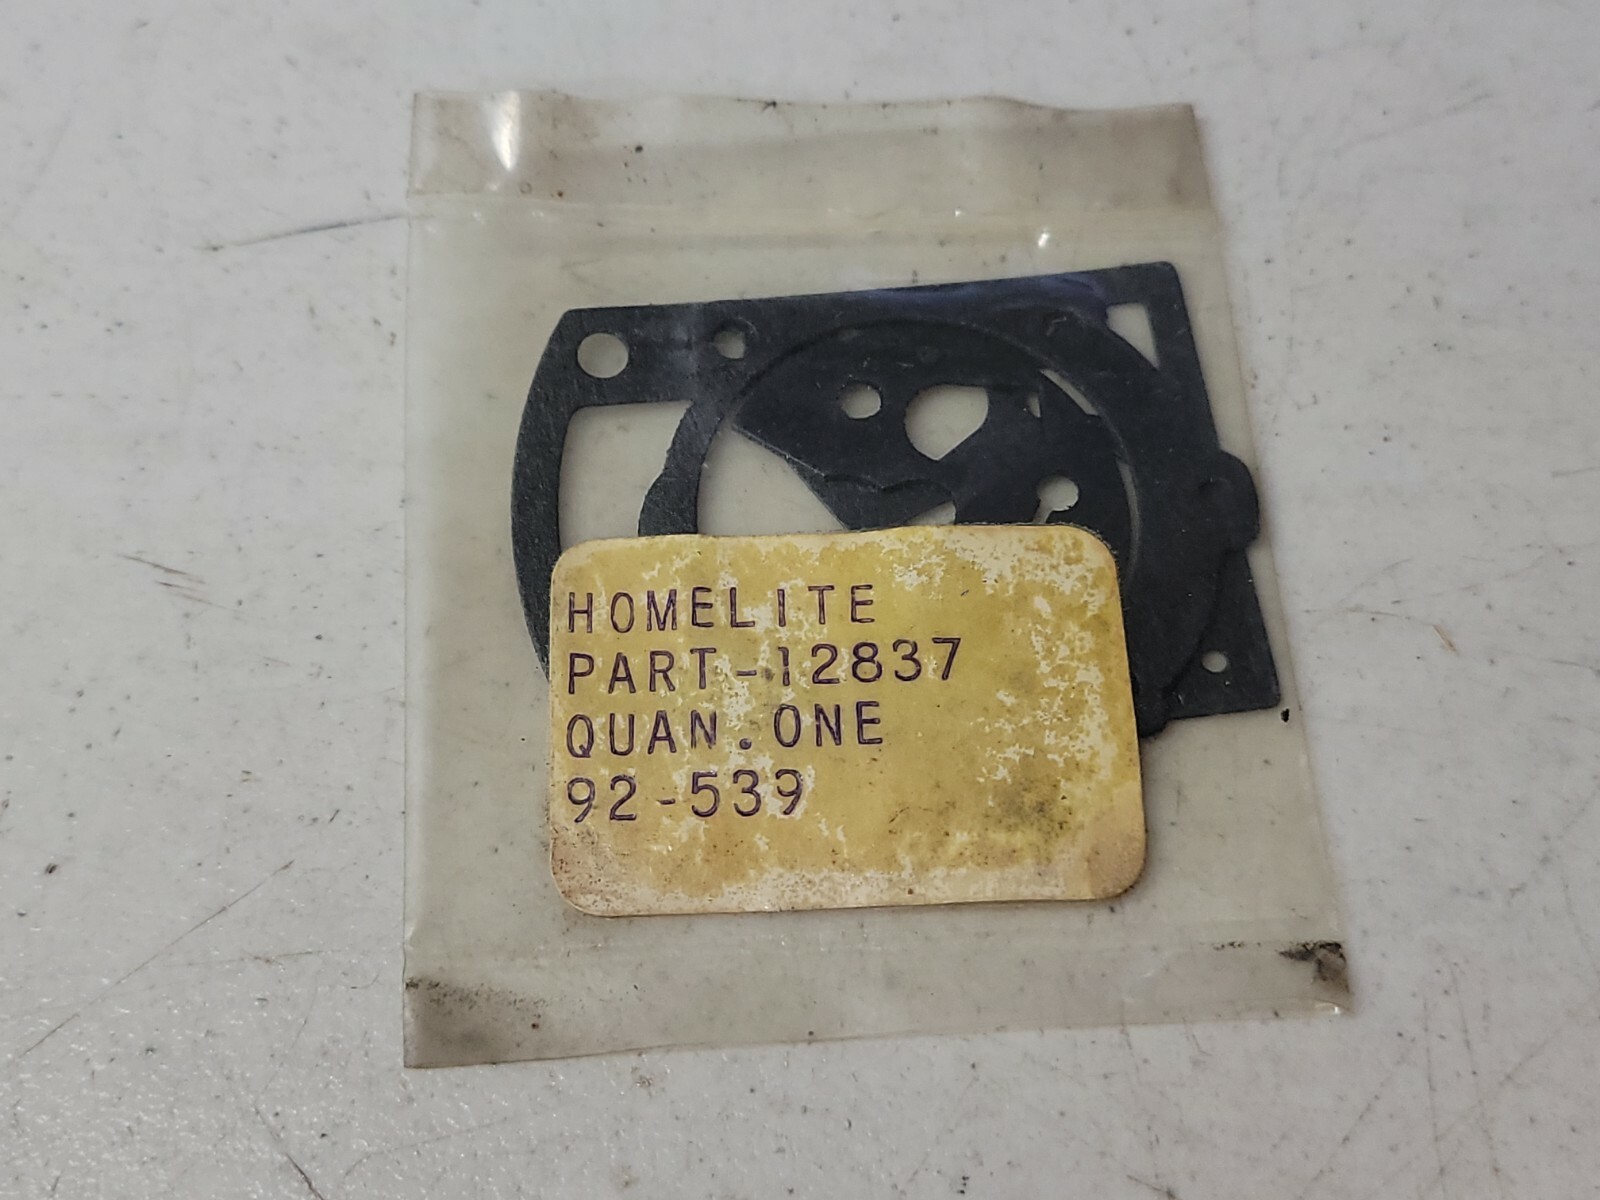 HOMELITE
PART-12837
QUAN.ONE
92-539